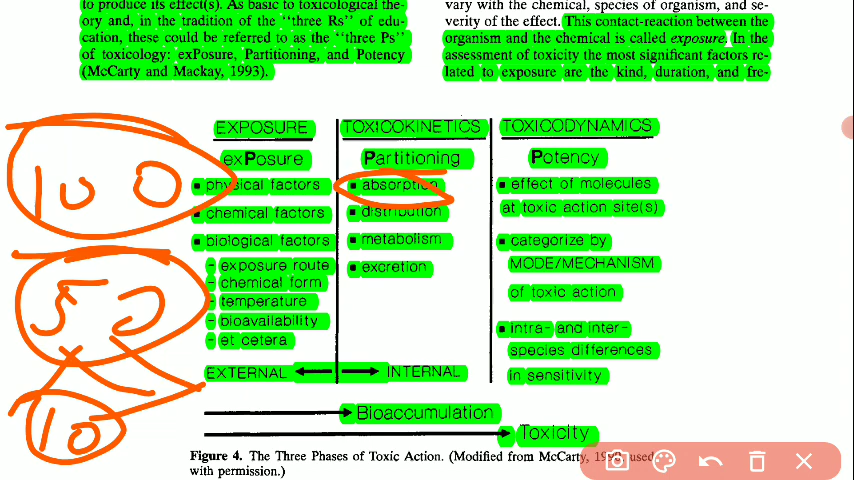 to produce its effect(s). As basic to toxicological the-
ory and, in the tradition of the "three Rs" of edu-
cation, these could be referred to as the "three Ps"
of toxicology: exPosure, Partitioning, and Potency
(McCarty and Mackay, 1993).
vary with the chemical, species of organism, and se-
verity of the effect. This contact-reaction between the
organism and the chemical is called exposure. In the
assessment of toxicity the most significant factors re-
lated to exposure are the kind, duration, and fre-
EXPOSURE
exPosure
▪ physical factors
▪ chemical factors
▪ biological factors
- exposure route
- chemical form
- temperature
- bioavailability
- et cetera
EXTERNAL
TOXICOKINETICS
Partitioning
▪ absorption
▪ distribution
▪ metabolism
▪ excretion
INTERNAL
TOXICODYNAMICS
Potency
▪ effect of molecules
at toxic action site(s)
▪ categorize by
MODE/MECHANISM
of toxic action
▪ intra- and inter-
species differences
in sensitivity
Bioaccumulation
Toxicity
Figure 4. The Three Phases of Toxic Action. (Modified from McCarty, used
with permission.)
100
50
10